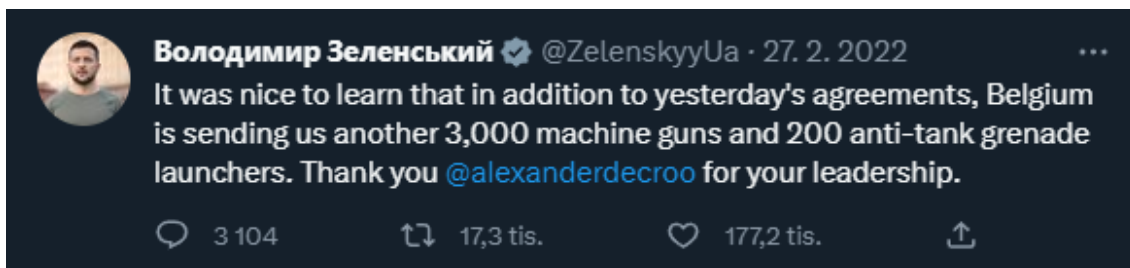 Володимир Зеленський @ZelenskyyUa · 27. 2. 2022
It was nice to learn that in addition to yesterday's agreements, Belgium
is sending us another 3,000 machine guns and 200 anti-tank grenade
launchers. Thank you @alexanderdecroo for your leadership.
3 104 17,3 tis. 177,2 tis.